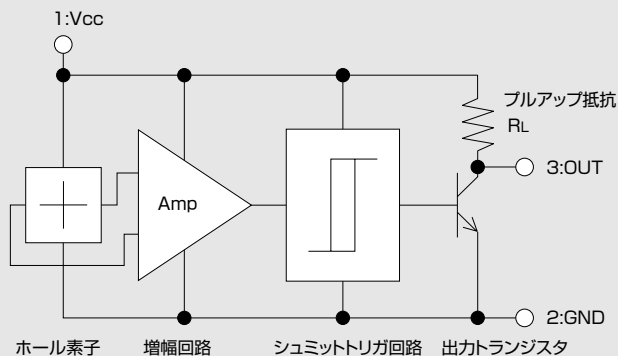 1:Vcc
プルアップ抵抗
RL
3:OUT
Amp
2:GND
ホール素子 増幅回路 シュミットトリガ回路 出力トランジスタ